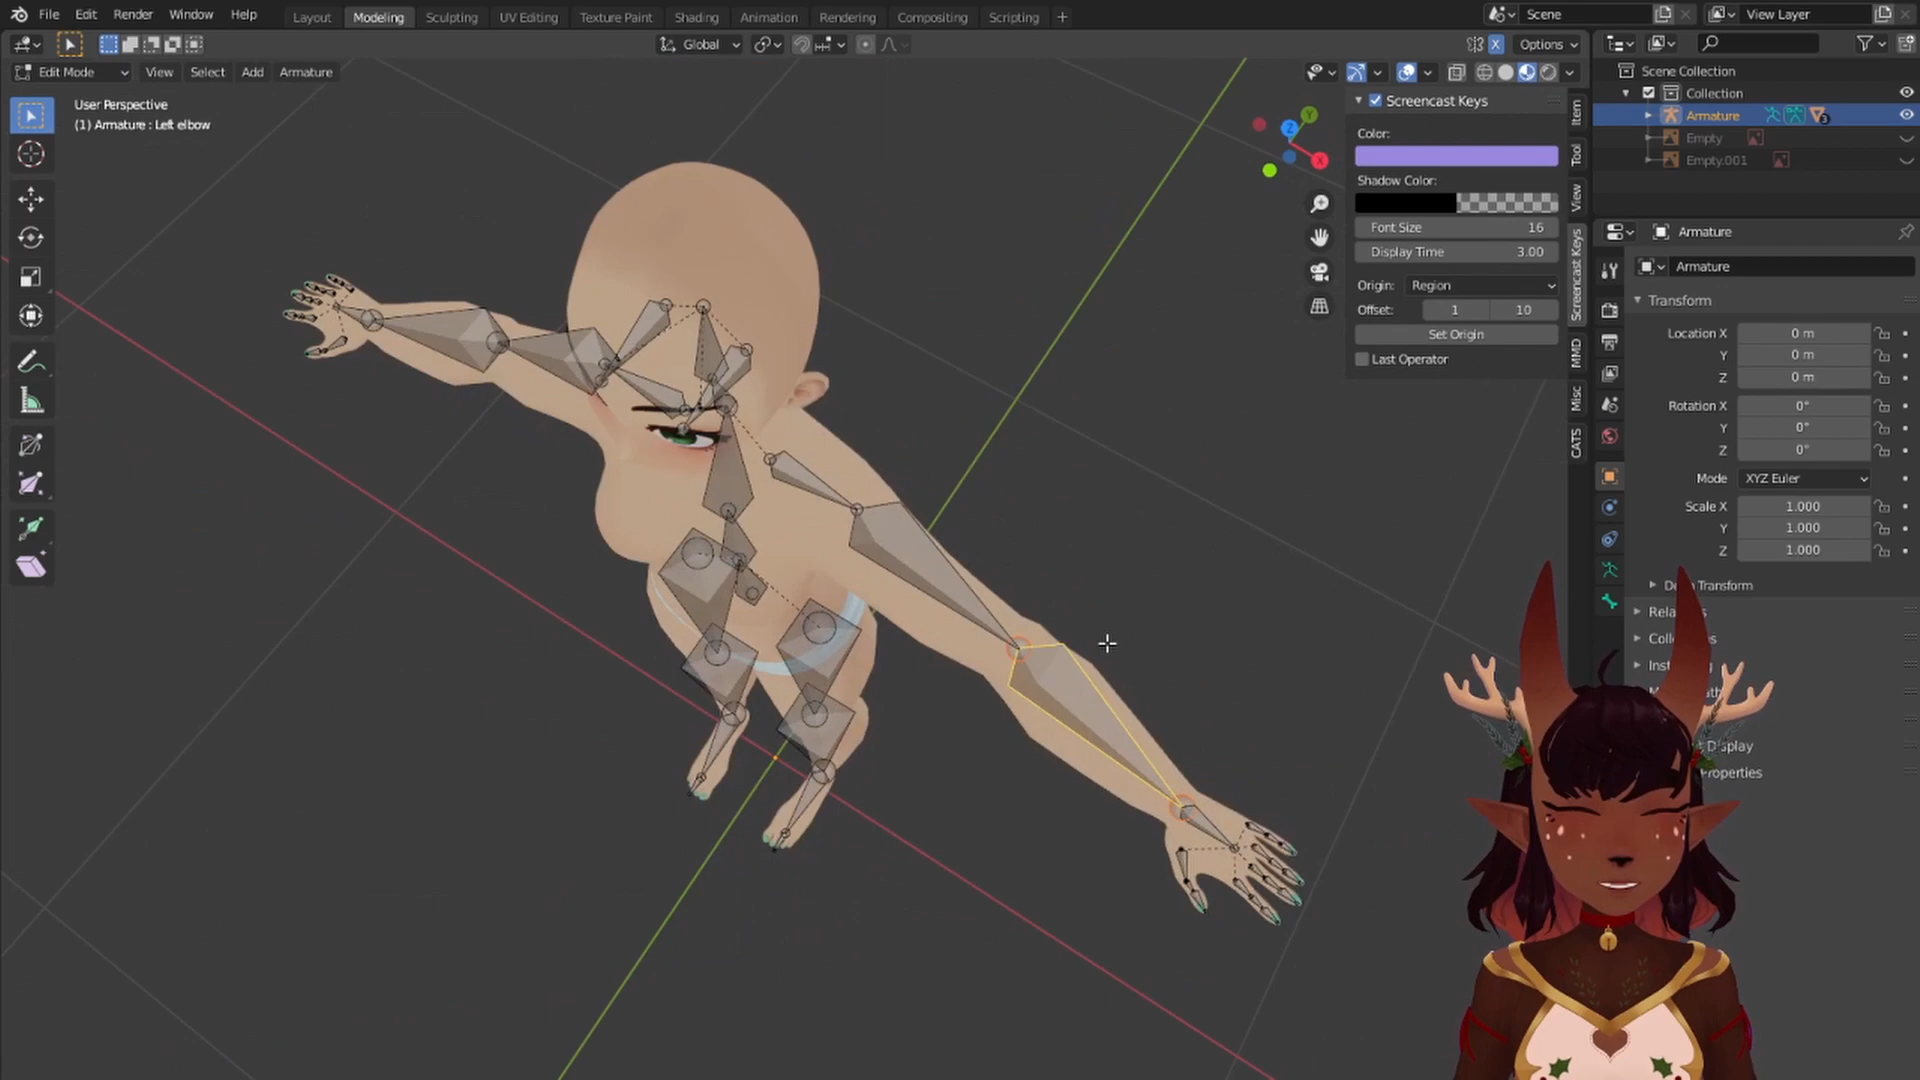 File Edit Render Window Help Layout Modeling Sculpting UV Editing Texture Paint Shading Animation Rendering Compositing Scripting + Scene View Layer
Global X Options
Edit Mode View Select Add Armature
User Perspective
(1) Armature : Left elbow
Y
Z
X
Screencast Keys
Color:
Shadow Color:
Font Size 16
Display Time 3.00
Origin: Region
Offset: 1 10
Set Origin
Last Operator
Item
Tool
View
Screencast Keys
MMD
Misc
CATS
Scene Collection
Collection
Armature 3
Empty
Empty.001
Armature
Armature
Transform
Location X 0 m
Y 0 m
Z 0 m
Rotation X 0°
Y 0°
Z 0°
Mode XYZ Euler
Scale X 1.000
Y 1.000
Z 1.000
Transform
Display
Properties